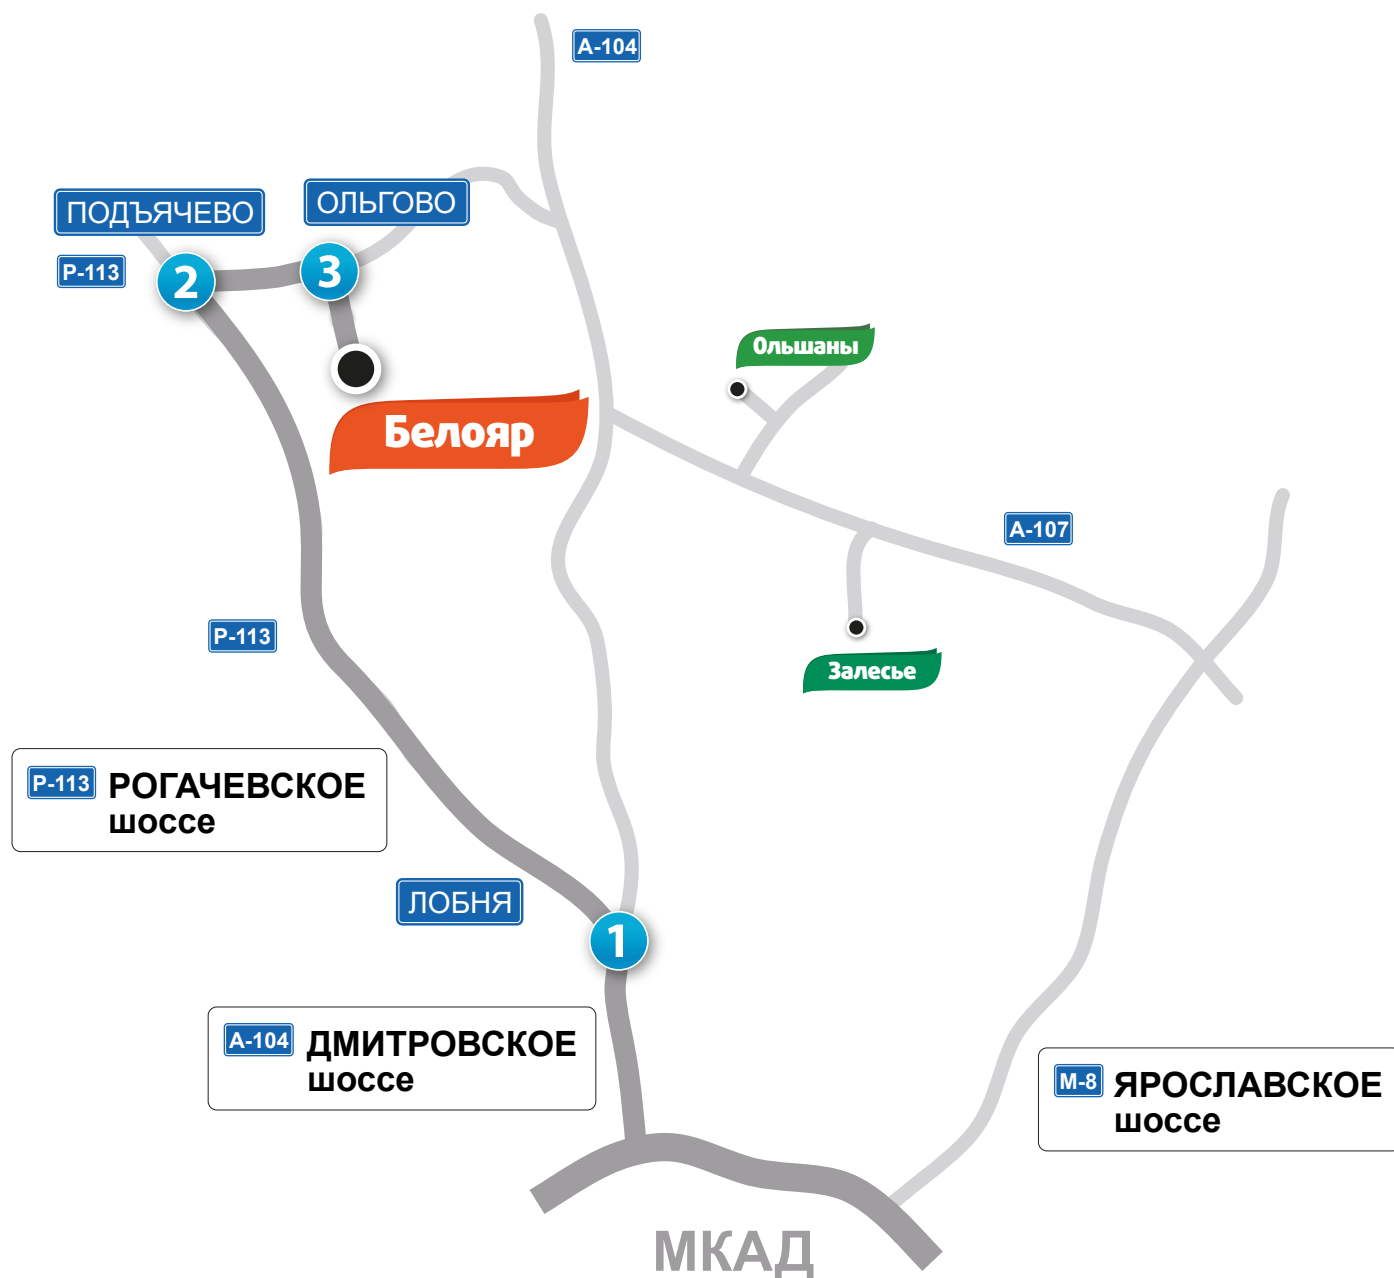 А-104
ПОДЪЯЧЕВО
ОЛЬГОВО
Р-113
2
3
Ольшаны
Белояр
А-107
Р-113
Залесье
Р-113 РОГАЧЕВСКОЕ
шоссе
ЛОБНЯ
1
А-104 ДМИТРОВСКОЕ
шоссе
М-8 ЯРОСЛАВСКОЕ
шоссе
МКАД